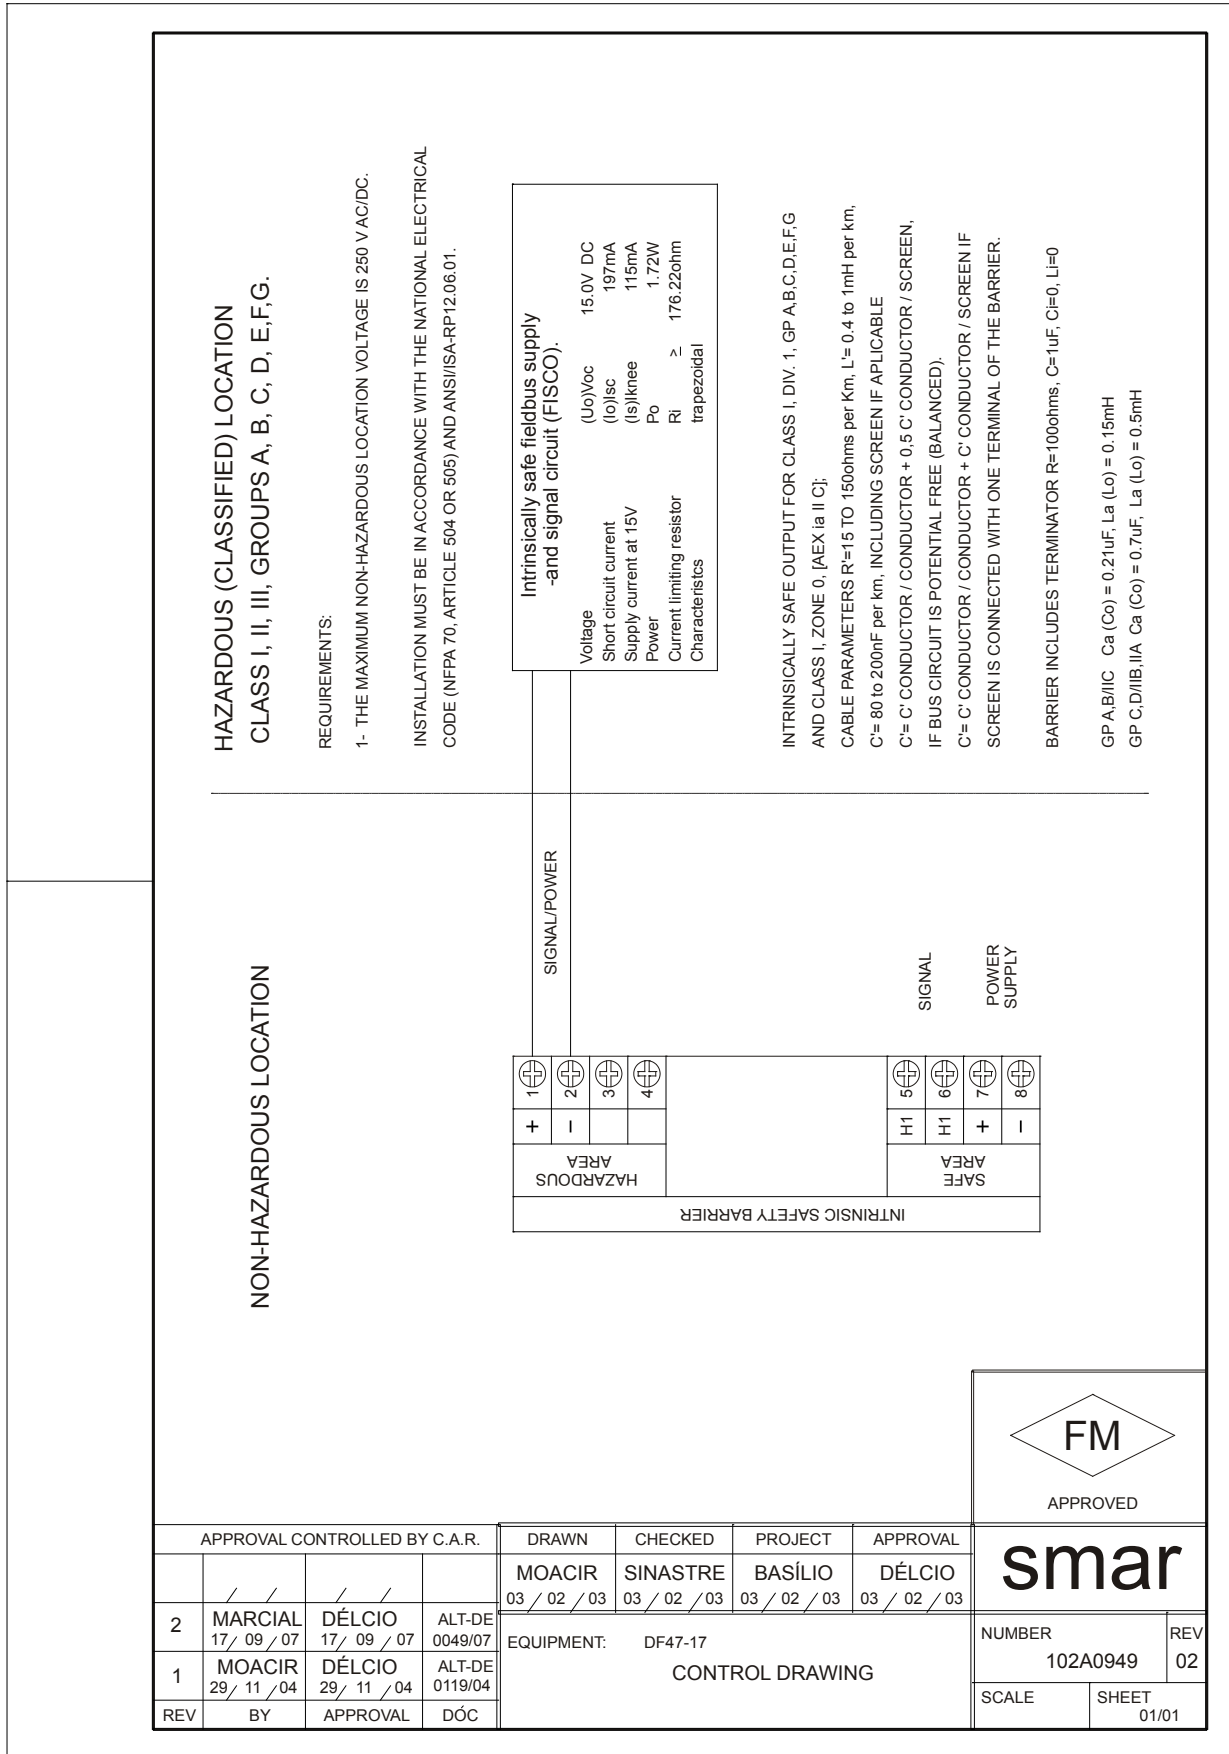 NON-HAZARDOUS LOCATION
HAZARDOUS (CLASSIFIED) LOCATION
CLASS I, II, III, GROUPS A, B, C, D, E,F,G.
REQUIREMENTS:
1- THE MAXIMUM NON-HAZARDOUS LOCATION VOLTAGE IS 250 V AC/DC.
INSTALLATION MUST BE IN ACCORDANCE WITH THE NATIONAL ELECTRICAL
CODE (NFPA 70, ARTICLE 504 OR 505) AND ANSI/ISA-RP12.06.01.
Intrinsically safe fieldbus supply
-and signal circuit (FISCO).
Voltage (Uo)Voc 15.0V DC
Short circuit current (Io)Isc 197mA
Supply current at 15V (Is)Iknee 115mA
Power Po 1.72W
Current limiting resistor Ri ≥ 176.22ohm
Characteristcs trapezoidal
SIGNAL/POWER
INTRINSICALLY SAFE OUTPUT FOR CLASS I, DIV. 1, GP A,B,C,D,E,F,G
AND CLASS I, ZONE 0, [AEX ia II C];
CABLE PARAMETERS R'=15 TO 150ohms per Km, L'= 0.4 to 1mH per km,
C'= 80 to 200nF per km, INCLUDING SCREEN IF APLICABLE
C'= C' CONDUCTOR / CONDUCTOR + 0,5 C' CONDUCTOR / SCREEN,
IF BUS CIRCUIT IS POTENTIAL FREE (BALANCED).
C'= C' CONDUCTOR / CONDUCTOR + C' CONDUCTOR / SCREEN IF
SCREEN IS CONNECTED WITH ONE TERMINAL OF THE BARRIER.
BARRIER INCLUDES TERMINATOR R=100ohms, C=1uF, Ci=0, Li=0
GP A,B/IIC Ca (Co) = 0.21uF, La (Lo) = 0.15mH
GP C,D/IIB,IIA Ca (Co) = 0.7uF, La (Lo) = 0.5mH
INTRINSIC SAFETY BARRIER
HAZARDOUS
AREA
+ 1
– 2
3
4
SAFE
AREA
H1 5
H1 6
+ 7
– 8
SIGNAL
POWER
SUPPLY
FM
APPROVED
smar
APPROVAL CONTROLLED BY C.A.R.
/ / / /
2 MARCIAL DÉLCIO ALT-DE
17/ 09 / 07 17/ 09 / 07 0049/07
1 MOACIR DÉLCIO ALT-DE
29/ 11 / 04 29/ 11 / 04 0119/04
REV BY APPROVAL DÓC
DRAWN CHECKED PROJECT APPROVAL
MOACIR SINASTRE BASÍLIO DÉLCIO
03 / 02 / 03 03 / 02 / 03 03 / 02 / 03 03 / 02 / 03
EQUIPMENT: DF47-17
CONTROL DRAWING
NUMBER REV
102A0949 02
SCALE SHEET
01/01